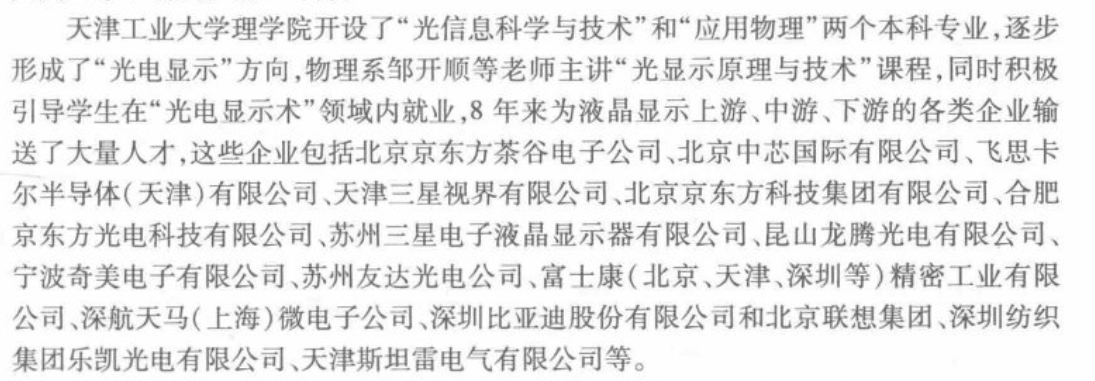 天津工业大学理学院开设了“光信息科学与技术”和“应用物理”两个本科专业,逐步
形成了“光电显示”方向,物理系邹开顺等老师主讲“光显示原理与技术”课程,同时积极
引导学生在“光电显示术”领域内就业,8 年来为液晶显示上游、中游、下游的各类企业输
送了大量人才,这些企业包括北京京东方茶谷电子公司、北京中芯国际有限公司、飞思卡
尔半导体(天津)有限公司、天津三星视界有限公司、北京京东方科技集团有限公司、合肥
京东方光电科技有限公司、苏州三星电子液晶显示器有限公司、昆山龙腾光电有限公司、
宁波奇美电子有限公司、苏州友达光电公司、富士康(北京、天津、深圳等)精密工业有限
公司、深航天马(上海)微电子公司、深圳比亚迪股份有限公司和北京联想集团、深圳纺织
集团乐凯光电有限公司、天津斯坦雷电气有限公司等。